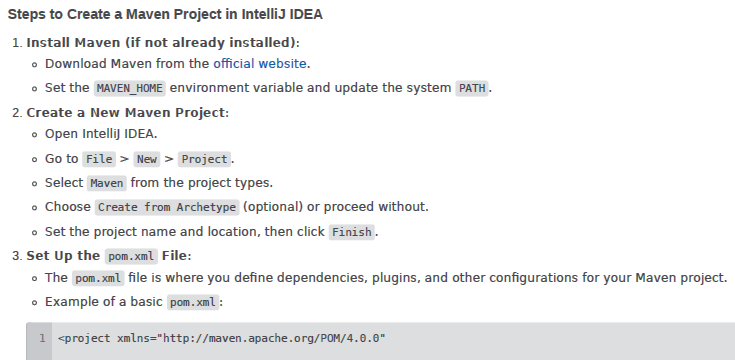 Steps to Create a Maven Project in IntelliJ IDEA
1. Install Maven (if not already installed):
Download Maven from the official website.
Set the MAVEN_HOME environment variable and update the system PATH.
2. Create a New Maven Project:
Open IntelliJ IDEA.
Go to File > New > Project.
Select Maven from the project types.
Choose Create from Archetype (optional) or proceed without.
Set the project name and location, then click Finish.
3. Set Up the pom.xml File:
The pom.xml file is where you define dependencies, plugins, and other configurations for your Maven project.
Example of a basic pom.xml:
1 <project xmlns="http://maven.apache.org/POM/4.0.0"